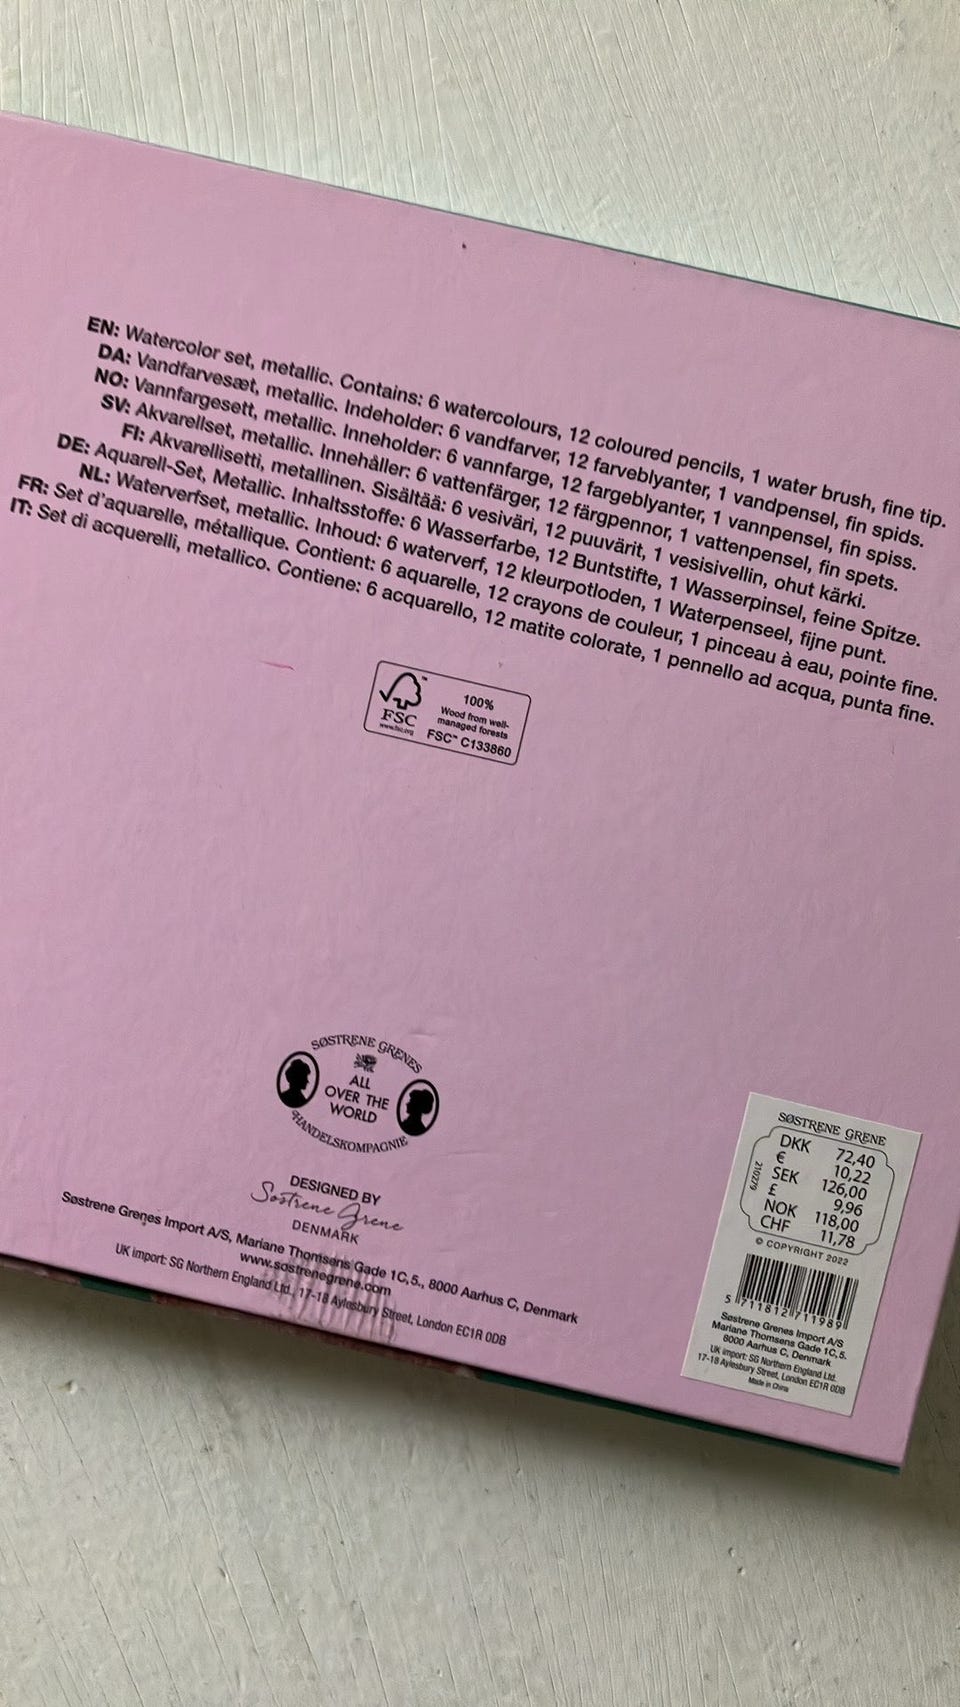 EN: Watercolor set, metallic. Contains: 6 watercolours, 12 coloured pencils, 1 water brush, fine tip.
DA: Vandfarvesæt, metallic. Indeholder: 6 vandfarver, 12 farveblyanter, 1 vandpensel, fin spids.
NO: Vannfargesett, metallic. Inneholder: 6 vannfarge, 12 fargeblyanter, 1 vannpensel, fin spiss.
SV: Akvarellset, metallic. Innehåller: 6 vattenfärger, 12 färgpennor, 1 vattenpensel, fin spets.
FI: Akvarellisetti, metallinen. Sisältää: 6 vesiväri, 12 puuvärit, 1 vesisivellin, ohut kärki.
DE: Aquarell-Set, Metallic. Inhaltsstoffe: 6 Wasserfarbe, 12 Buntstifte, 1 Wasserpinsel, feine Spitze.
NL: Waterverfset, metallic. Inhoud: 6 waterverf, 12 kleurpotloden, 1 Waterpenseel, fijne punt.
FR: Set d'aquarelle, métallique. Contient: 6 aquarelle, 12 crayons de couleur, 1 pinceau à eau, pointe fine.
IT: Set di acquerelli, metallico. Contiene: 6 acquarello, 12 matite colorate, 1 pennello ad acqua, punta fine.
FSC
www.fsc.org
100%
Wood from well-
managed forests
FSC™ C133860
SØSTRENE GRENES
ALL
OVER THE
WORLD
HANDELSKOMPAGNIE
DESIGNED BY
Søstrene Grene
DENMARK
Søstrene Grenes Import A/S, Mariane Thomsens Gade 1C, 5., 8000 Aarhus C, Denmark
www.sostrenegrene.com
UK import: SG Northern England Ltd., 17-18 Aylesbury Street, London EC1R 0DB
SØSTRENE GRENE
DKK 72,40
€ 10,22
SEK 126,00
£ 9,96
NOK 118,00
CHF 11,78
210279
© COPYRIGHT 2022
5 711812 711989
Søstrene Grenes Import A/S
Mariane Thomsens Gade 1C, 5.
8000 Aarhus C, Denmark
UK import: SG Northern England Ltd.
17-18 Aylesbury Street, London EC1R 0DB
Made in China